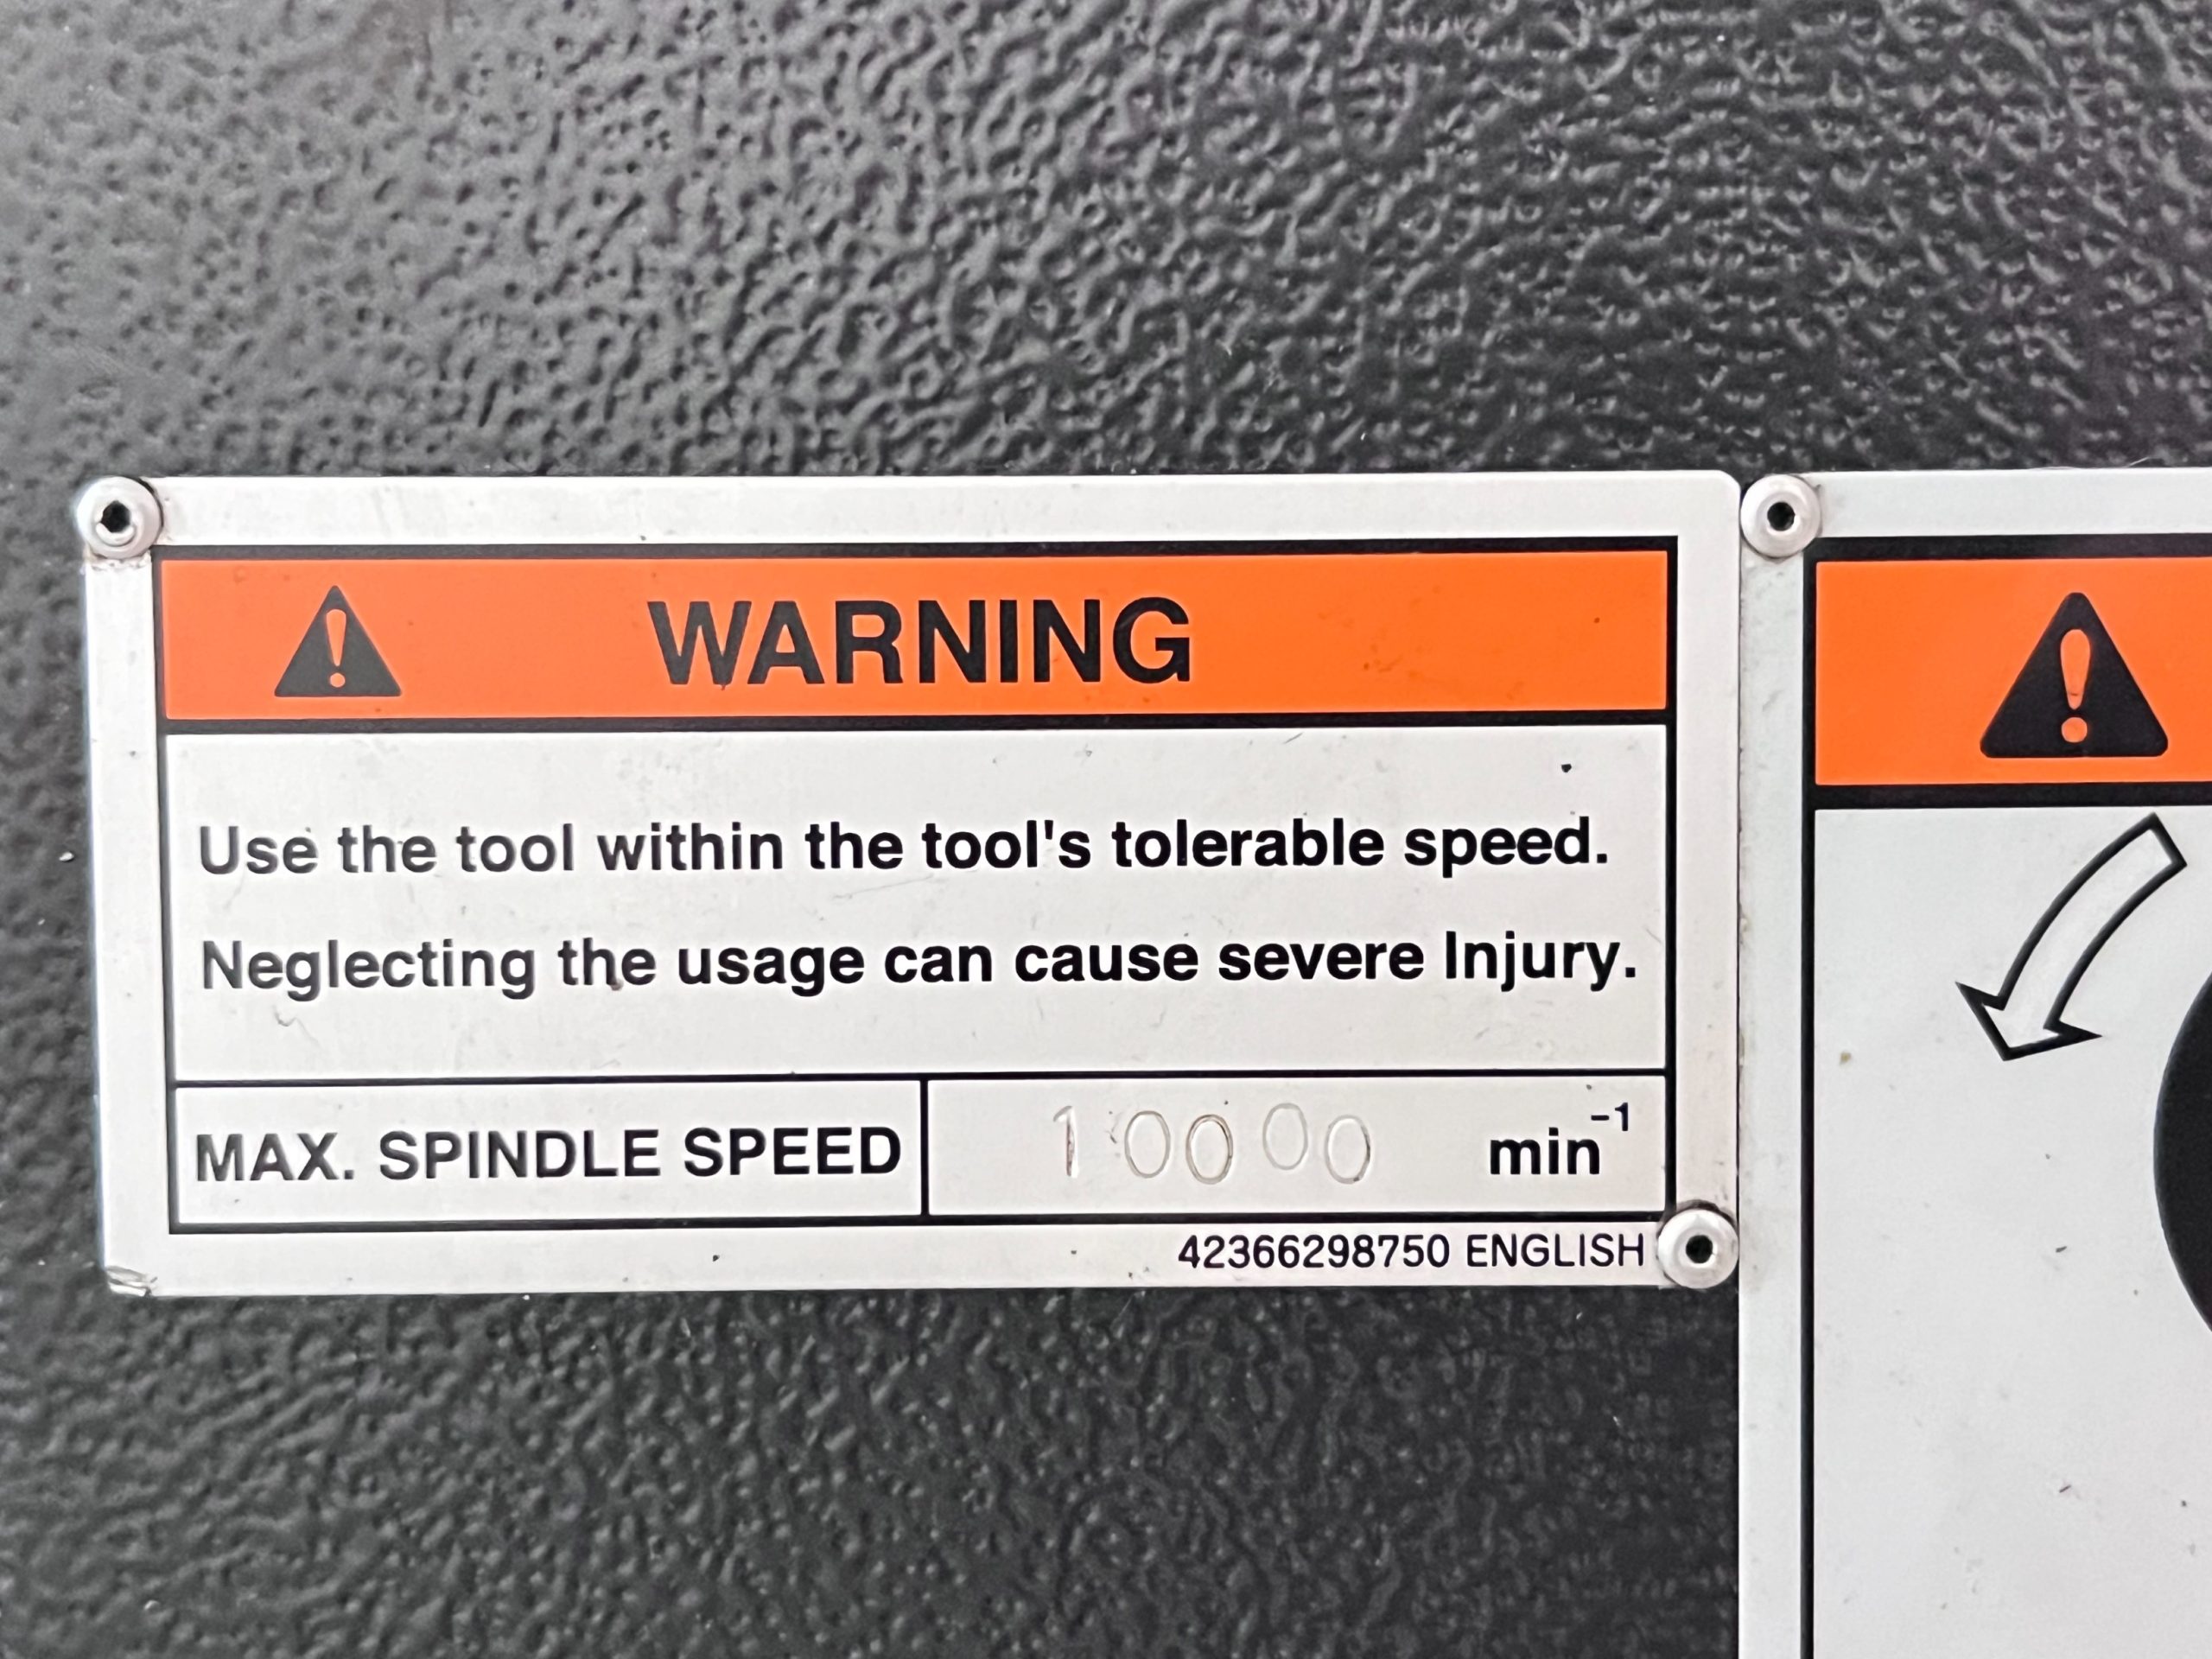 WARNING
Use the tool within the tool's tolerable speed.
Neglecting the usage can cause severe Injury.
MAX. SPINDLE SPEED 10000 min⁻¹
42366298750 ENGLISH